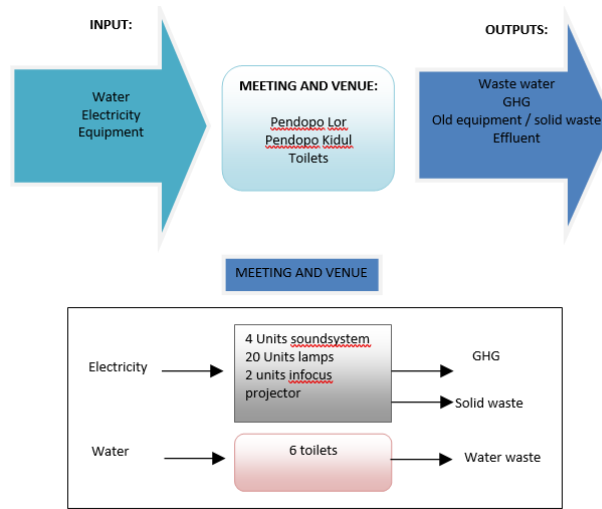 INPUT:
OUTPUTS:
Water
Electricity
Equipment
MEETING AND VENUE:
Pendopo Lor
Pendopo Kidul
Toilets
Waste water
GHG
Old equipment / solid waste
Effluent
MEETING AND VENUE
Electricity
4 Units soundsystem
20 Units lamps
2 units infocus
projector
GHG
Solid waste
Water
6 toilets
Water waste